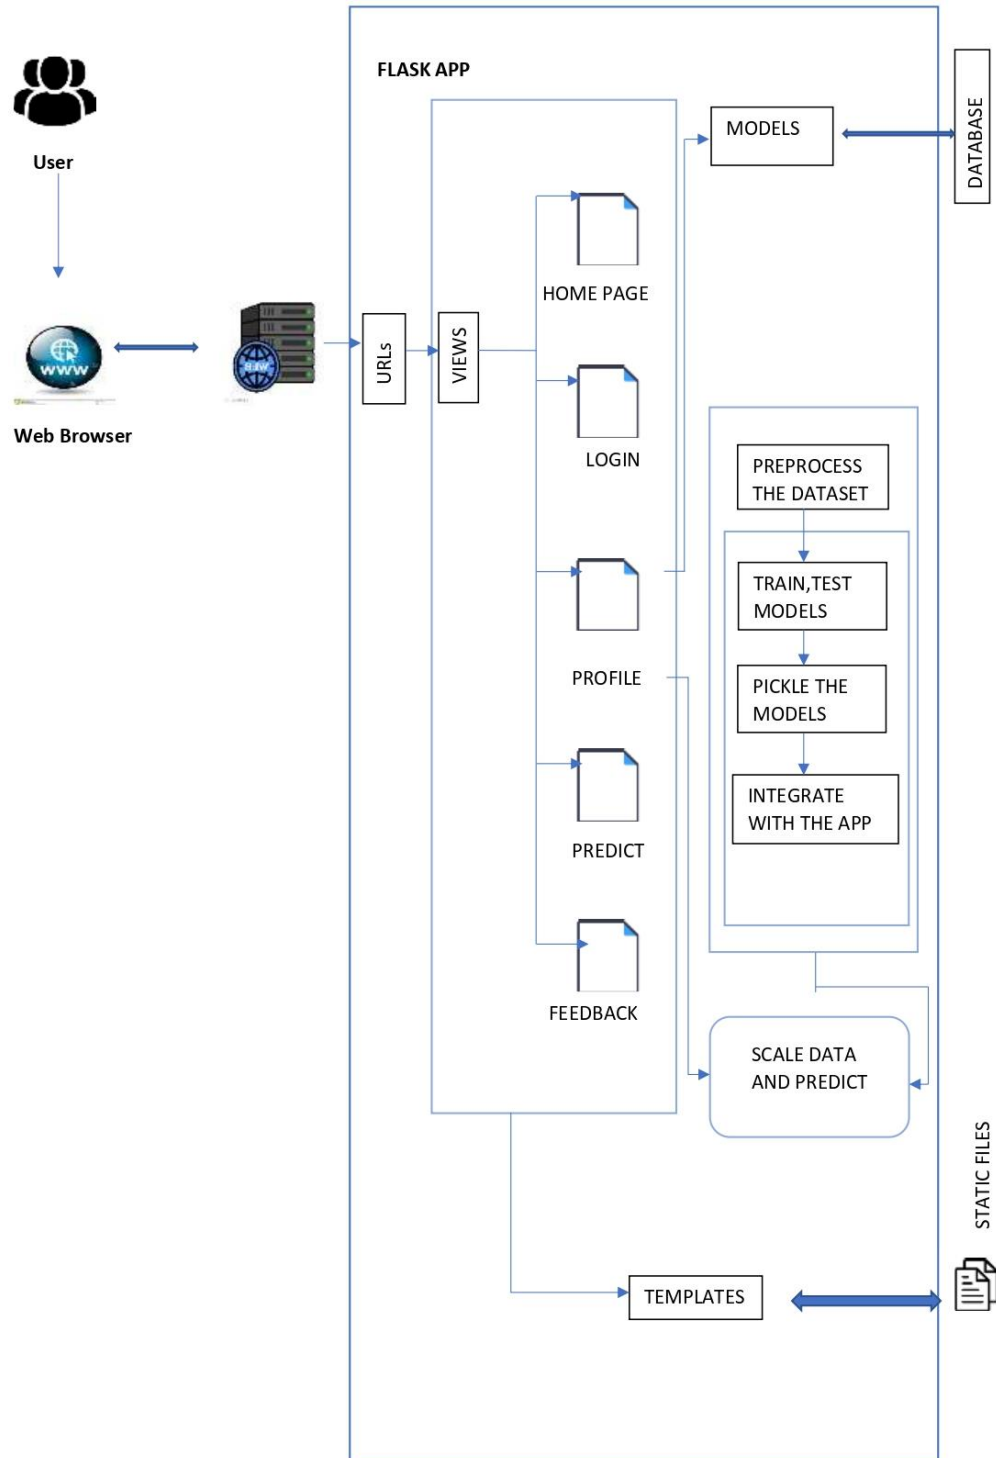 FLASK APP
User
MODELS
DATABASE
HOME PAGE
URLs
VIEWS
WWW
Web Browser
LOGIN
PREPROCESS
THE DATASET
TRAIN,TEST
MODELS
PROFILE
PICKLE THE
MODELS
INTEGRATE
WITH THE APP
PREDICT
FEEDBACK
SCALE DATA
AND PREDICT
STATIC FILES
TEMPLATES